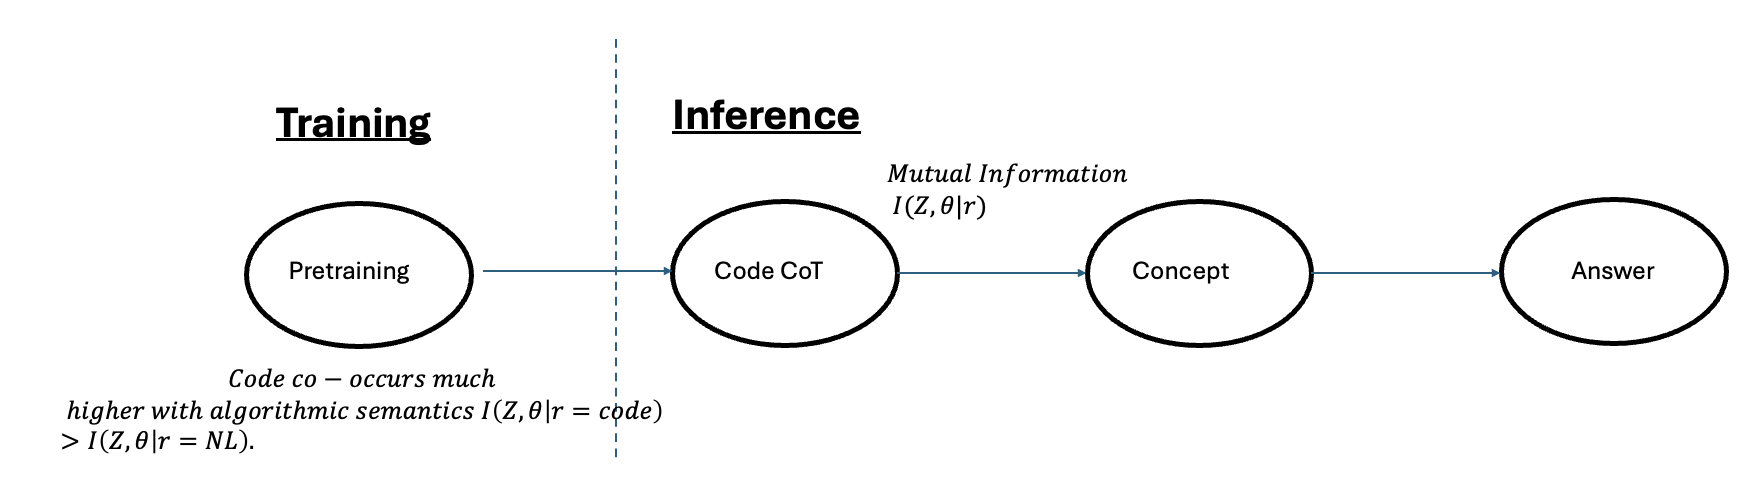 Training
Inference
Mutual Information
I(Z, θ|r)
Pretraining
Code CoT
Concept
Answer
Code co − occurs much
higher with algorithmic semantics I(Z, θ|r = code)
> I(Z, θ|r = NL).